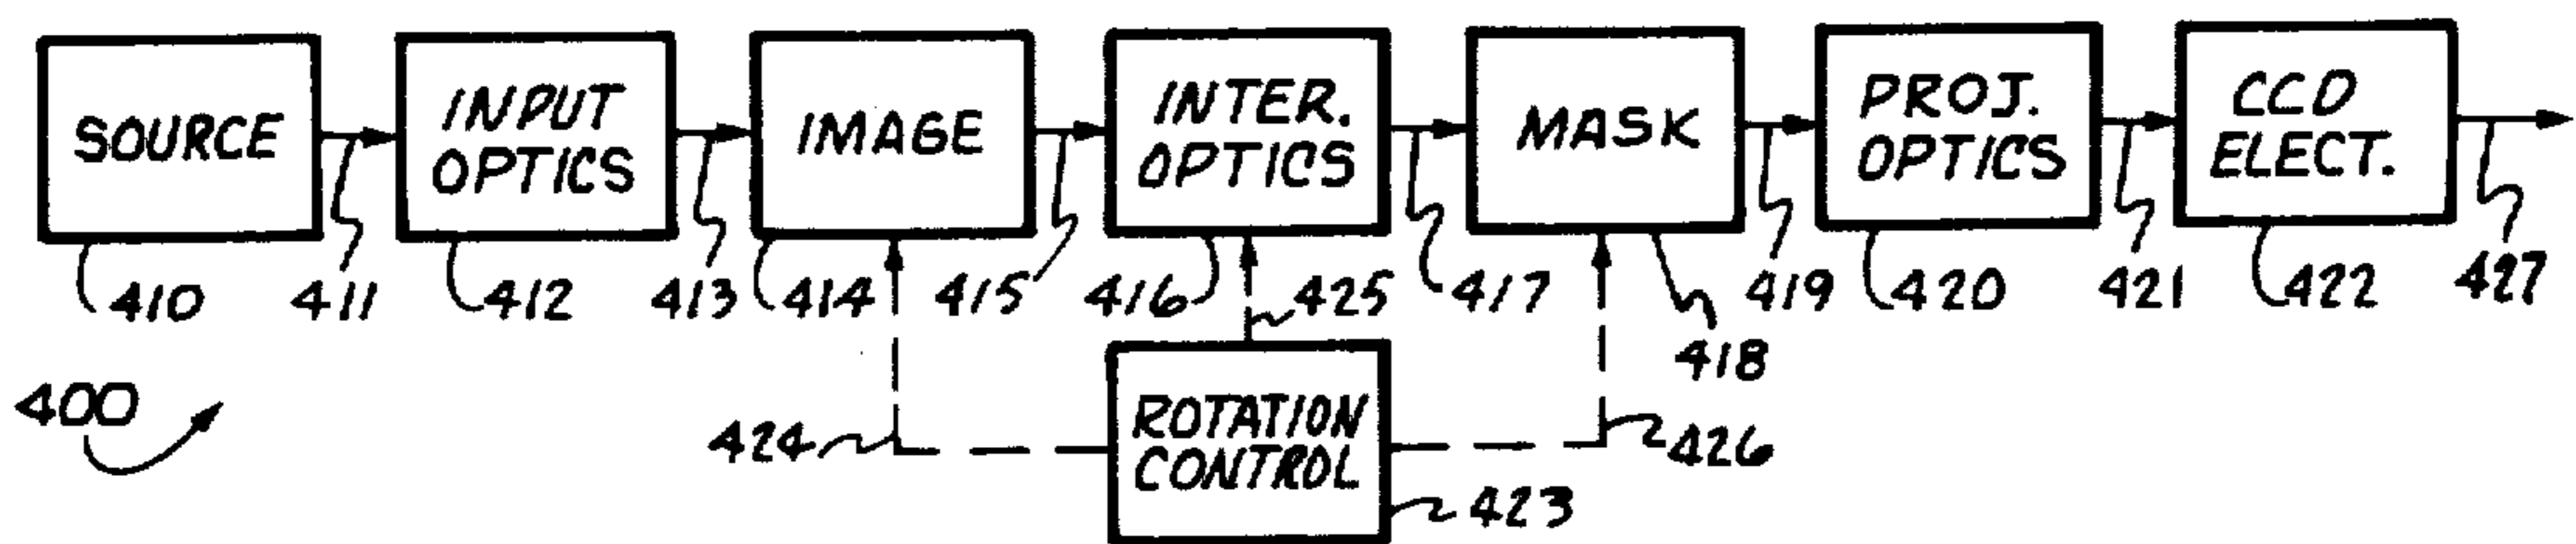 SOURCE
INPUT
OPTICS
IMAGE
INTER.
OPTICS
MASK
PROJ.
OPTICS
CCD
ELECT.
410
411
412
413
414
415
416
425
417
418
419
420
421
422
427
400
424
ROTATION
CONTROL
426
423